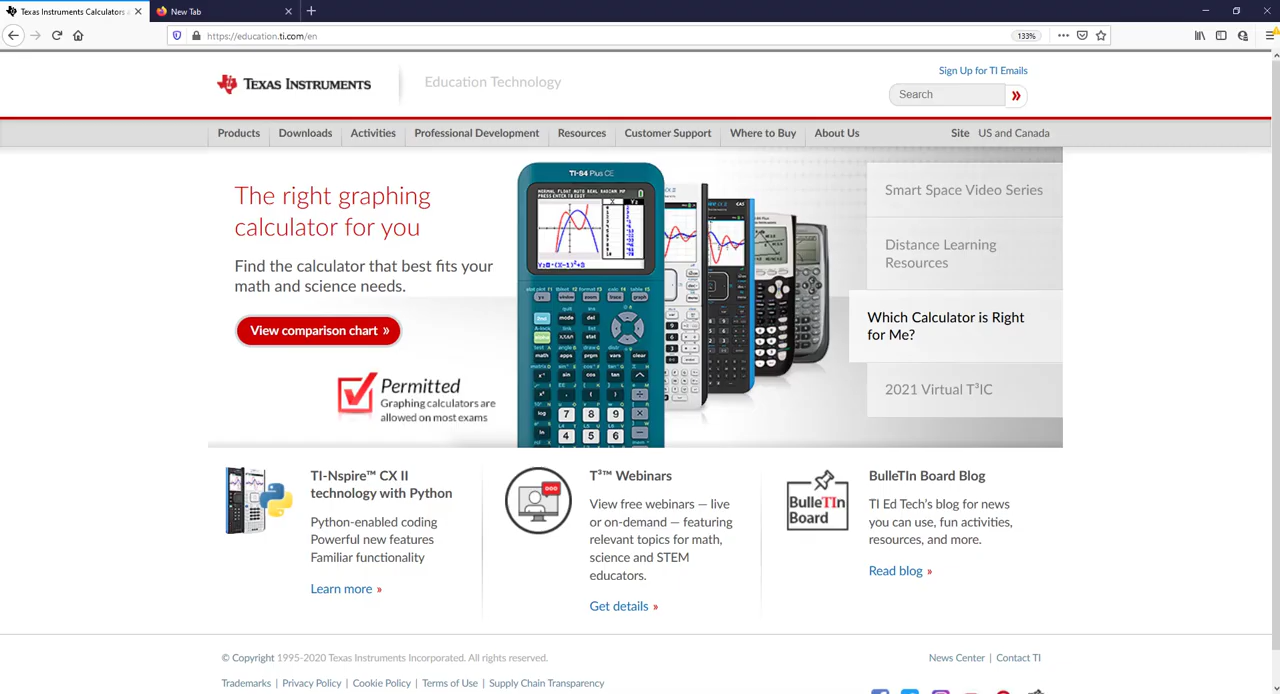 Texas Instruments Calculators a
New Tab
https://education.ti.com/en
133%
TEXAS INSTRUMENTS
Education Technology
Sign Up for TI Emails
Search
Products
Downloads
Activities
Professional Development
Resources
Customer Support
Where to Buy
About Us
Site US and Canada
The right graphing
calculator for you
Find the calculator that best fits your
math and science needs.
View comparison chart »
Permitted
Graphing calculators are
allowed on most exams
TI-84 Plus CE
Smart Space Video Series
Distance Learning
Resources
Which Calculator is Right
for Me?
2021 Virtual T³IC
TI-Nspire™ CX II
technology with Python
Python-enabled coding
Powerful new features
Familiar functionality
Learn more »
T³™ Webinars
View free webinars — live
or on-demand — featuring
relevant topics for math,
science and STEM
educators.
Get details »
BulleTIn
Board
BulleTIn Board Blog
TI Ed Tech's blog for news
you can use, fun activities,
resources, and more.
Read blog »
© Copyright 1995-2020 Texas Instruments Incorporated. All rights reserved.
News Center | Contact TI
Trademarks | Privacy Policy | Cookie Policy | Terms of Use | Supply Chain Transparency